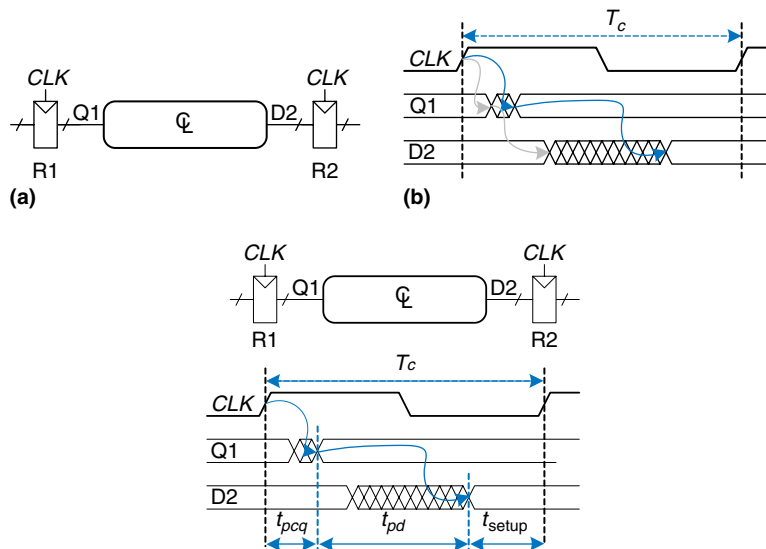 CLK
CLK
Q1
CL
D2
R1
R2
(a)
Tc
CLK
Q1
D2
(b)
CLK
CLK
Q1
CL
D2
R1
R2
Tc
CLK
Q1
D2
tpcq
tpd
tsetup